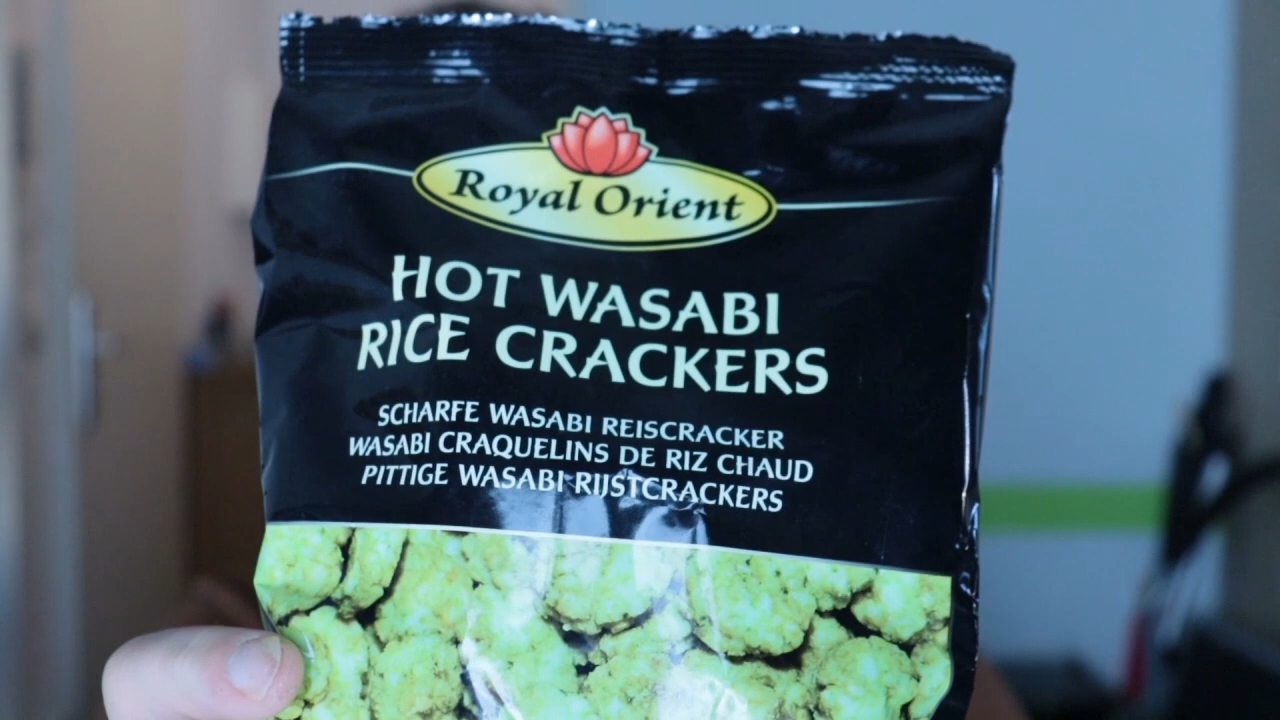 Royal Orient
HOT WASABI
RICE CRACKERS
SCHARFE WASABI REISCRACKER
WASABI CRAQUELINS DE RIZ CHAUD
PITTIGE WASABI RIJSTCRACKERS